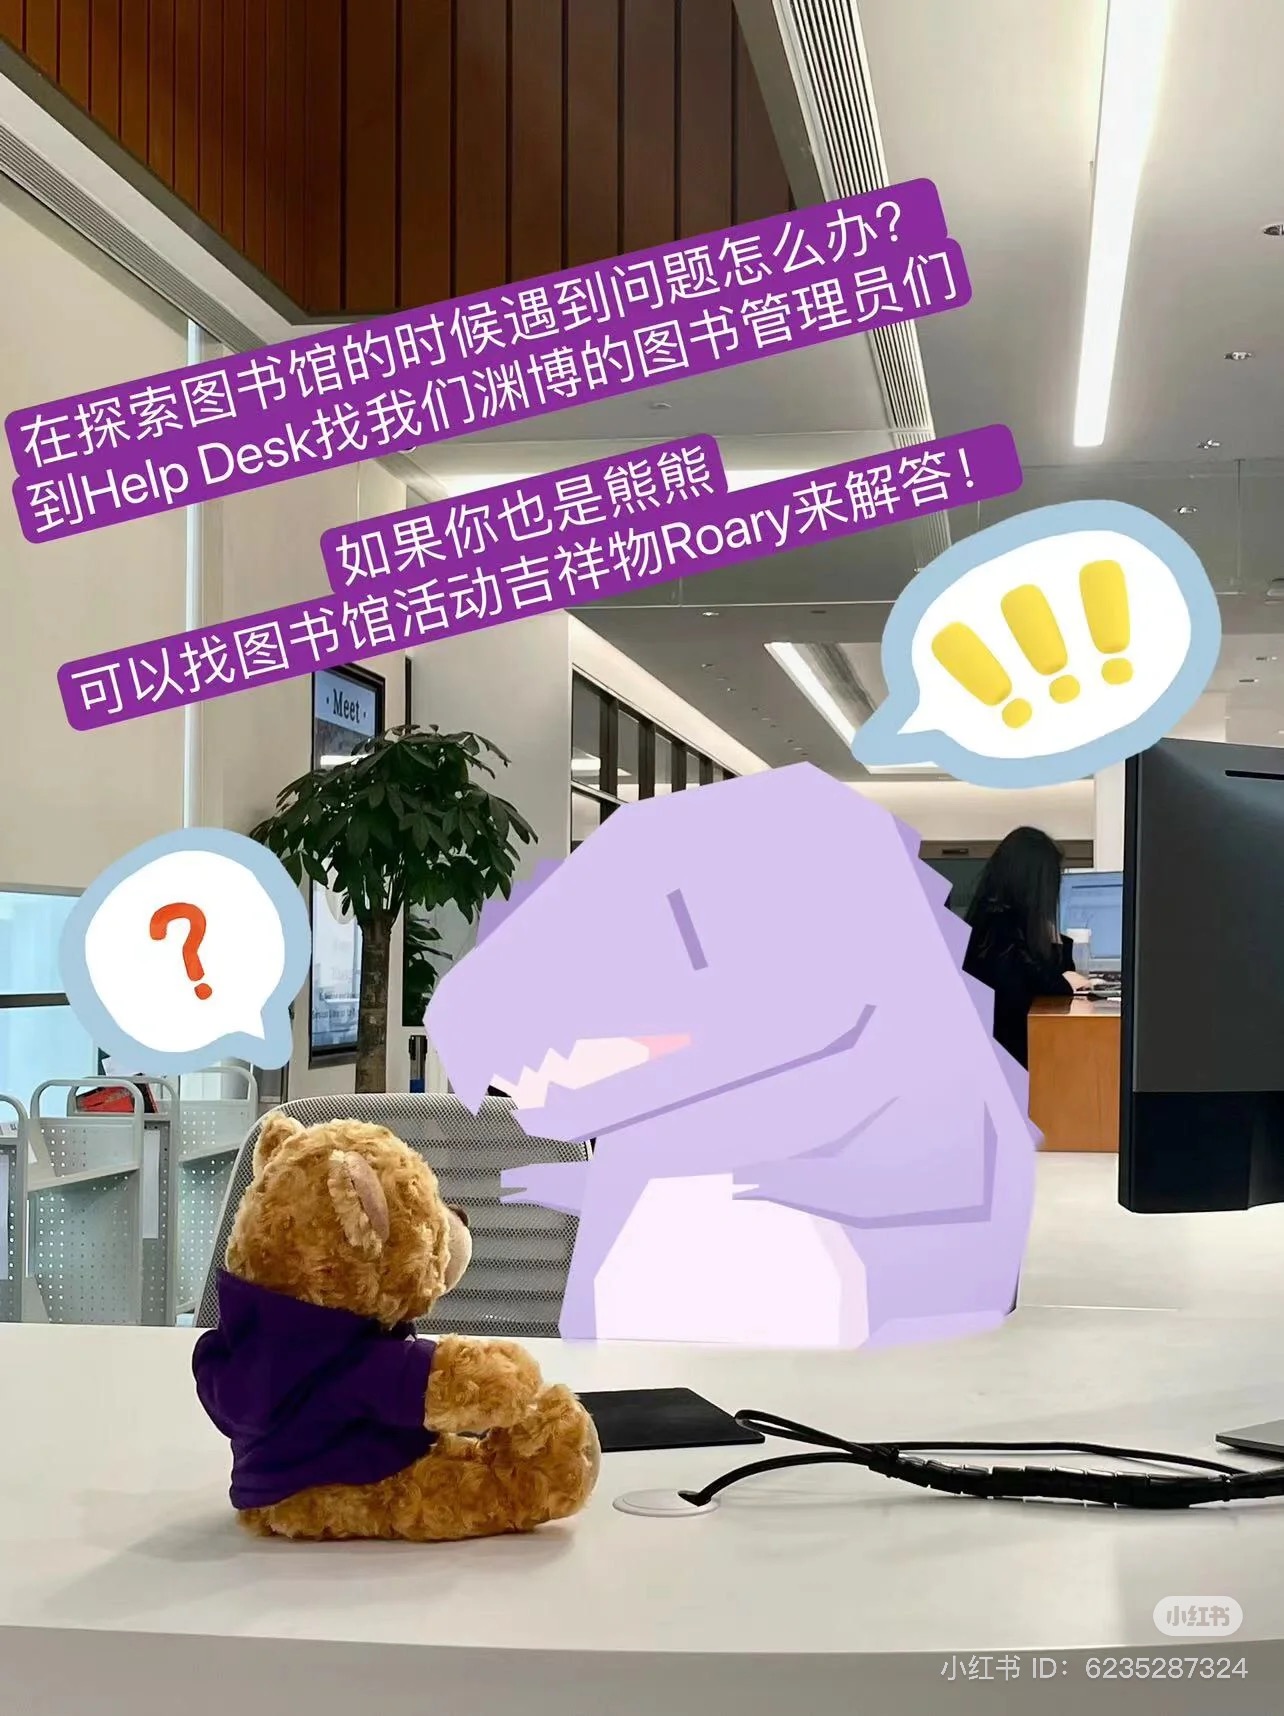 在探索图书馆的时候遇到问题怎么办？
到Help Desk找我们渊博的图书管理员们
如果你也是熊熊
可以找图书馆活动吉祥物Roary来解答！
· Meet ·
!!!
?
小红书
小红书 ID：6235287324